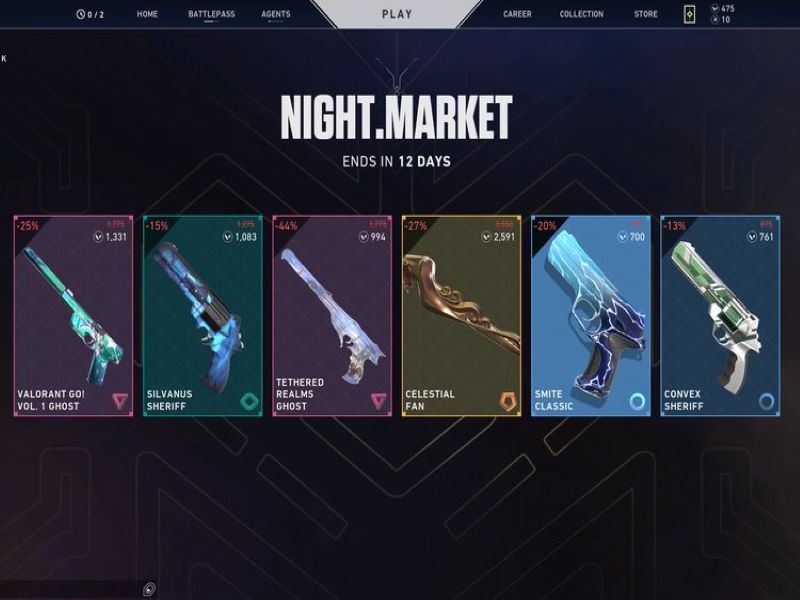 0 / 2
HOME
BATTLEPASS
AGENTS
PLAY
CAREER
COLLECTION
STORE
475
10
K
NIGHT.MARKET
ENDS IN 12 DAYS
-25%
1,775
1,331
VALORANT GO!
VOL. 1 GHOST
-15%
1,275
1,083
SILVANUS
SHERIFF
-44%
1,775
994
TETHERED
REALMS
GHOST
-27%
3,550
2,591
CELESTIAL
FAN
-20%
700
SMITE
CLASSIC
-13%
875
761
CONVEX
SHERIFF